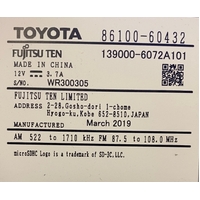 TOYOTA 86100-60432
FUJITSU TEN 139000-6072A101
MADE IN CHINA
12V 2.7A
S/NO. WR300305
FUJITSU TEN LIMITED
ADDRESS
2-28,Gosho-dori 1-chome
Hyogo-ku,Kobe 652-8510,JAPAN
MANUFACTURED March 2019
AM 522 to 1710 kHz FM 87.5 to 108.0 MHz
microSDHC Logo is a trademark of SD-3C, LLC.